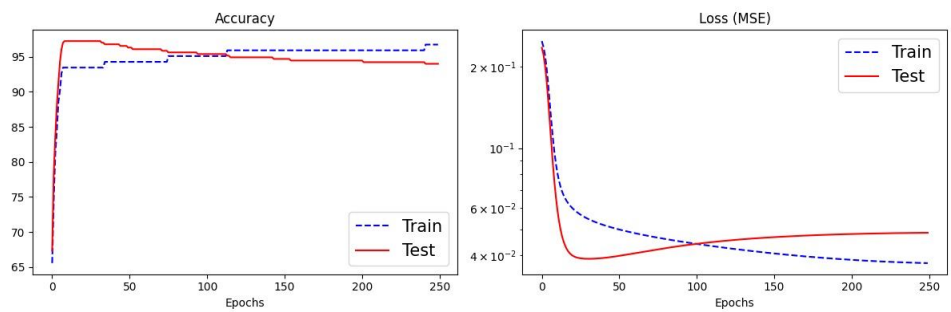 Accuracy
95
90
85
80
75
70
65
0
50
100
150
200
250
Epochs
Train
Test
Loss (MSE)
2 × 10⁻¹
10⁻¹
6 × 10⁻²
4 × 10⁻²
0
50
100
150
200
250
Epochs
Train
Test